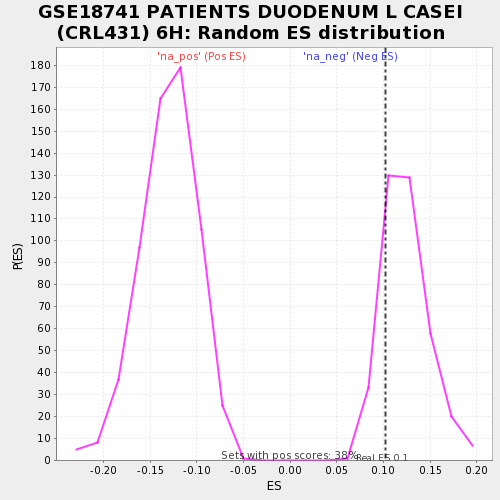 GSE18741 PATIENTS DUODENUM L CASEI
(CRL431) 6H: Random ES distribution
'na_pos' (Pos ES) 'na_neg' (Neg ES)
180
170
160
150
140
130
120
110
100
90
80
70
60
50
40
30
20
10
0
P(ES)
Sets with pos scores: 38%
Real ES 0.1
-0.20 -0.15 -0.10 -0.05 0.00 0.05 0.10 0.15 0.20
ES